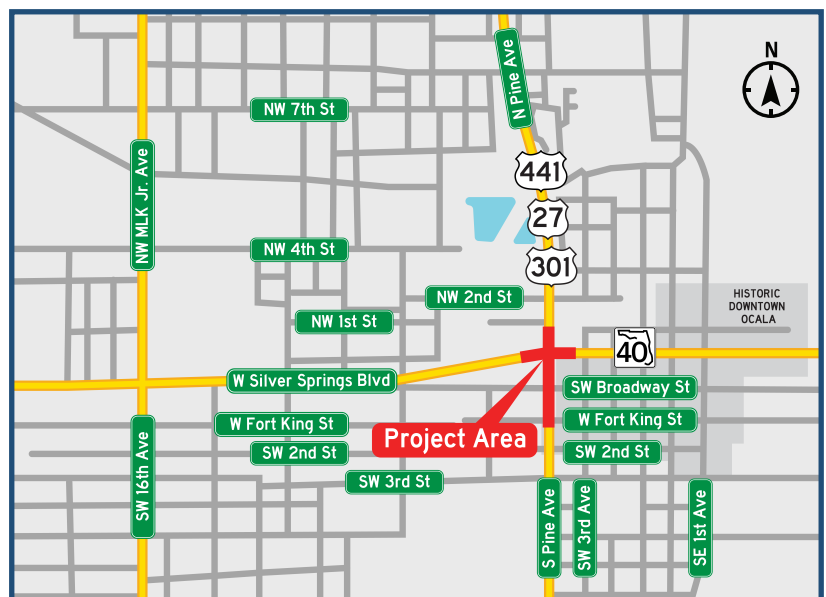 N
N Pine Ave
NW 7th St
NW MLK Jr. Ave
441
27
NW 4th St
301
NW 2nd St
HISTORIC
DOWNTOWN
OCALA
NW 1st St
40
W Silver Springs Blvd
SW Broadway St
W Fort King St
W Fort King St
Project Area
SW 2nd St
SW 2nd St
SW 16th Ave
SW 3rd St
S Pine Ave
SW 3rd Ave
SE 1st Ave